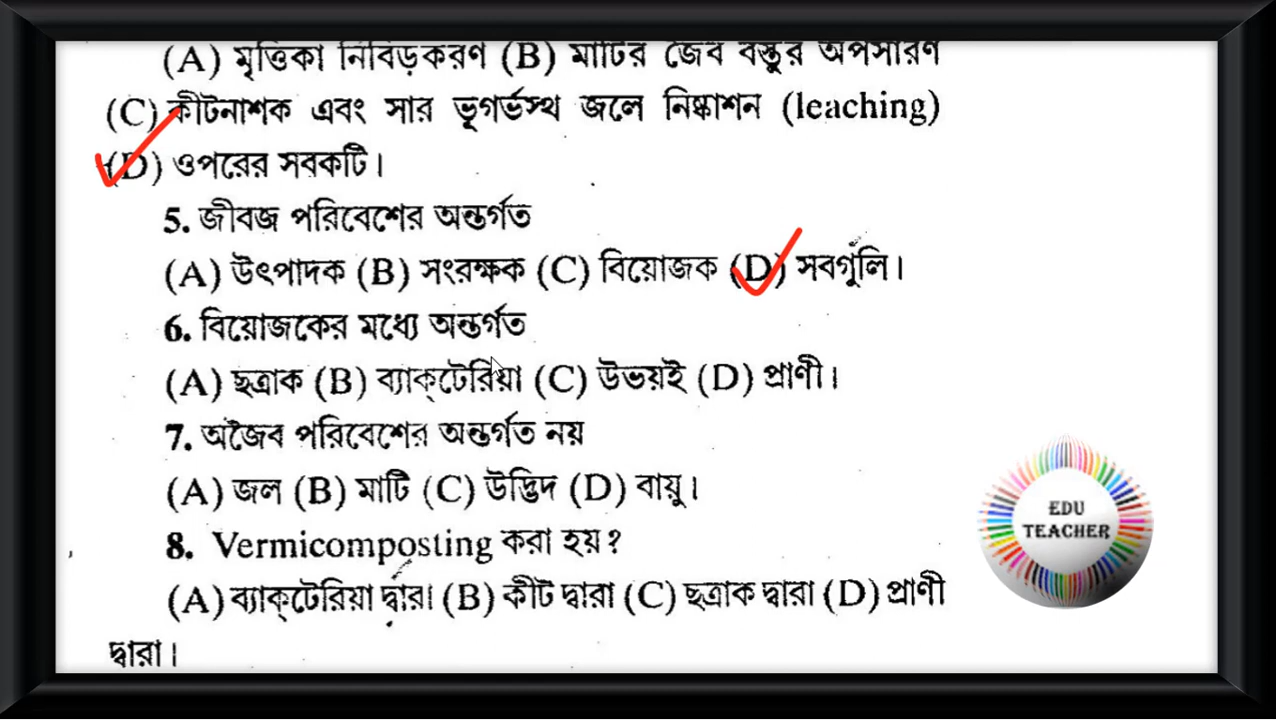 (A) মৃত্তিকা নিবিড়করণ (B) মাটির জৈব বস্তুর অপসারণ
(C) কীটনাশক এবং সার ভূগর্ভস্থ জলে নিষ্কাশন (leaching)
(D) ওপরের সবকটি।
5. জীবজ পরিবেশের অন্তর্গত
(A) উৎপাদক (B) সংরক্ষক (C) বিয়োজক (D) সবগুলি।
6. বিয়োজকের মধ্যে অন্তর্গত
(A) ছত্রাক (B) ব্যাক্টেরিয়া (C) উভয়ই (D) প্রাণী।
7. অজৈব পরিবেশের অন্তর্গত নয়
(A) জল (B) মাটি (C) উদ্ভিদ (D) বায়ু।
8. Vermicomposting করা হয়?
(A) ব্যাক্টেরিয়া দ্বারা (B) কীট দ্বারা (C) ছত্রাক দ্বারা (D) প্রাণী
দ্বারা।
EDU
TEACHER